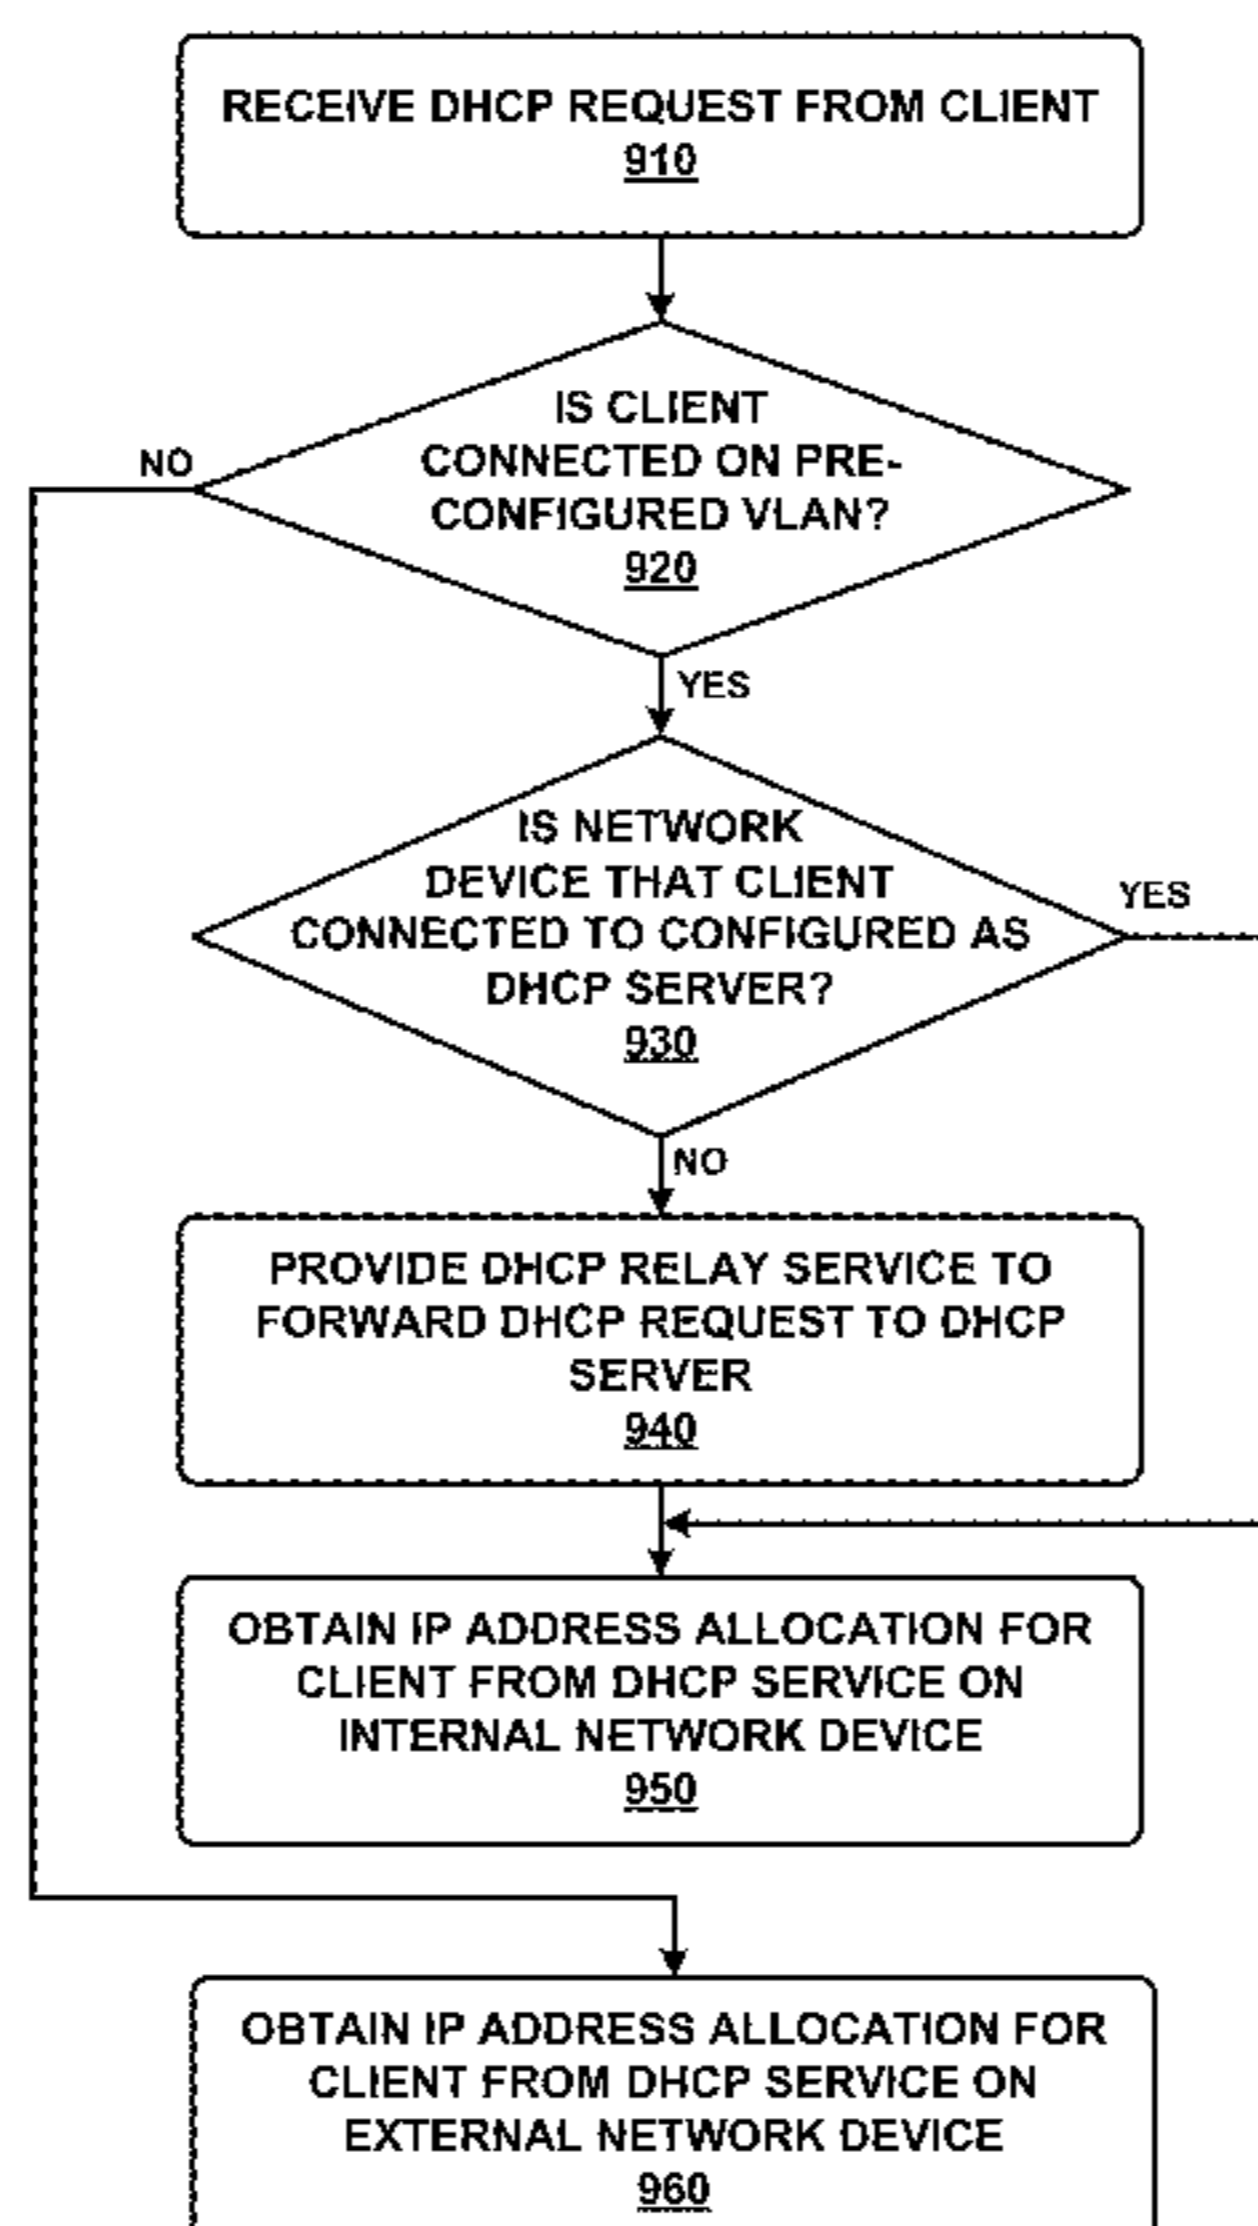 RECEIVE DHCP REQUEST FROM CLIENT
910
IS CLIENT
CONNECTED ON PRE-
CONFIGURED VLAN?
920
NO
YES
IS NETWORK
DEVICE THAT CLIENT
CONNECTED TO CONFIGURED AS
DHCP SERVER?
930
YES
NO
PROVIDE DHCP RELAY SERVICE TO
FORWARD DHCP REQUEST TO DHCP
SERVER
940
OBTAIN IP ADDRESS ALLOCATION FOR
CLIENT FROM DHCP SERVICE ON
INTERNAL NETWORK DEVICE
950
OBTAIN IP ADDRESS ALLOCATION FOR
CLIENT FROM DHCP SERVICE ON
EXTERNAL NETWORK DEVICE
960